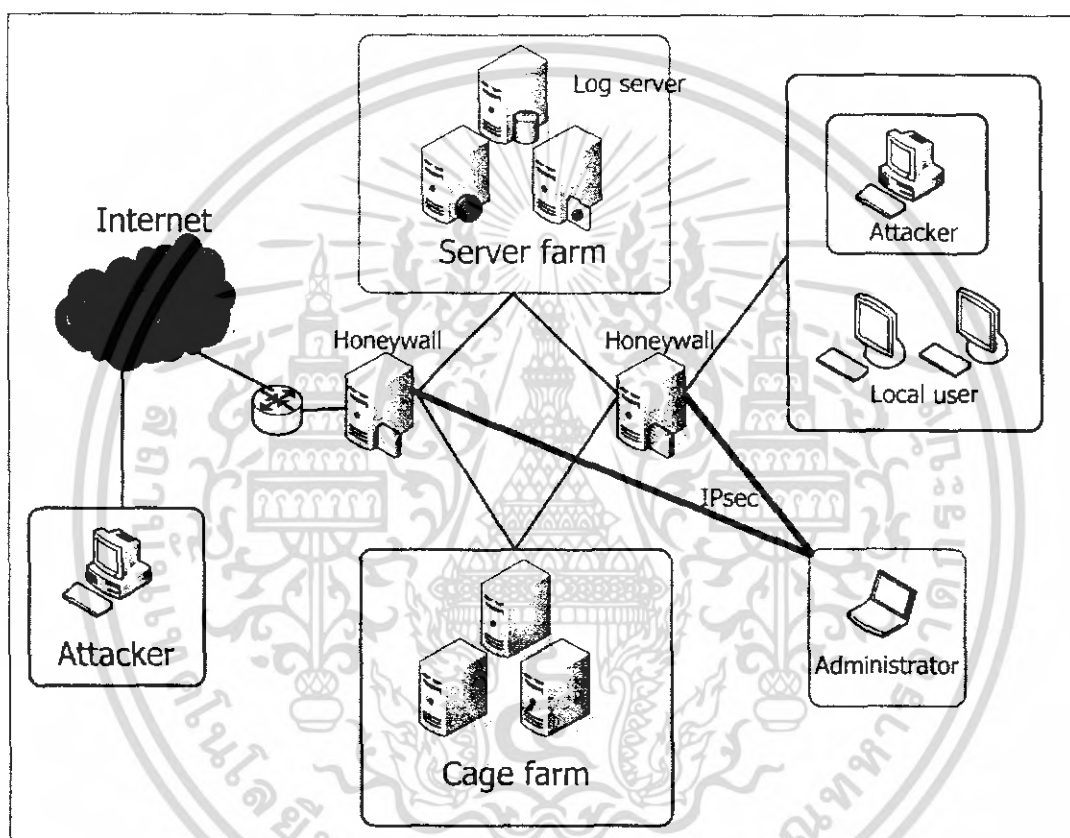 Log server
Server farm
Internet
Attacker
Local user
Honeywall
Honeywall
IPsec
Attacker
Cage farm
Administrator